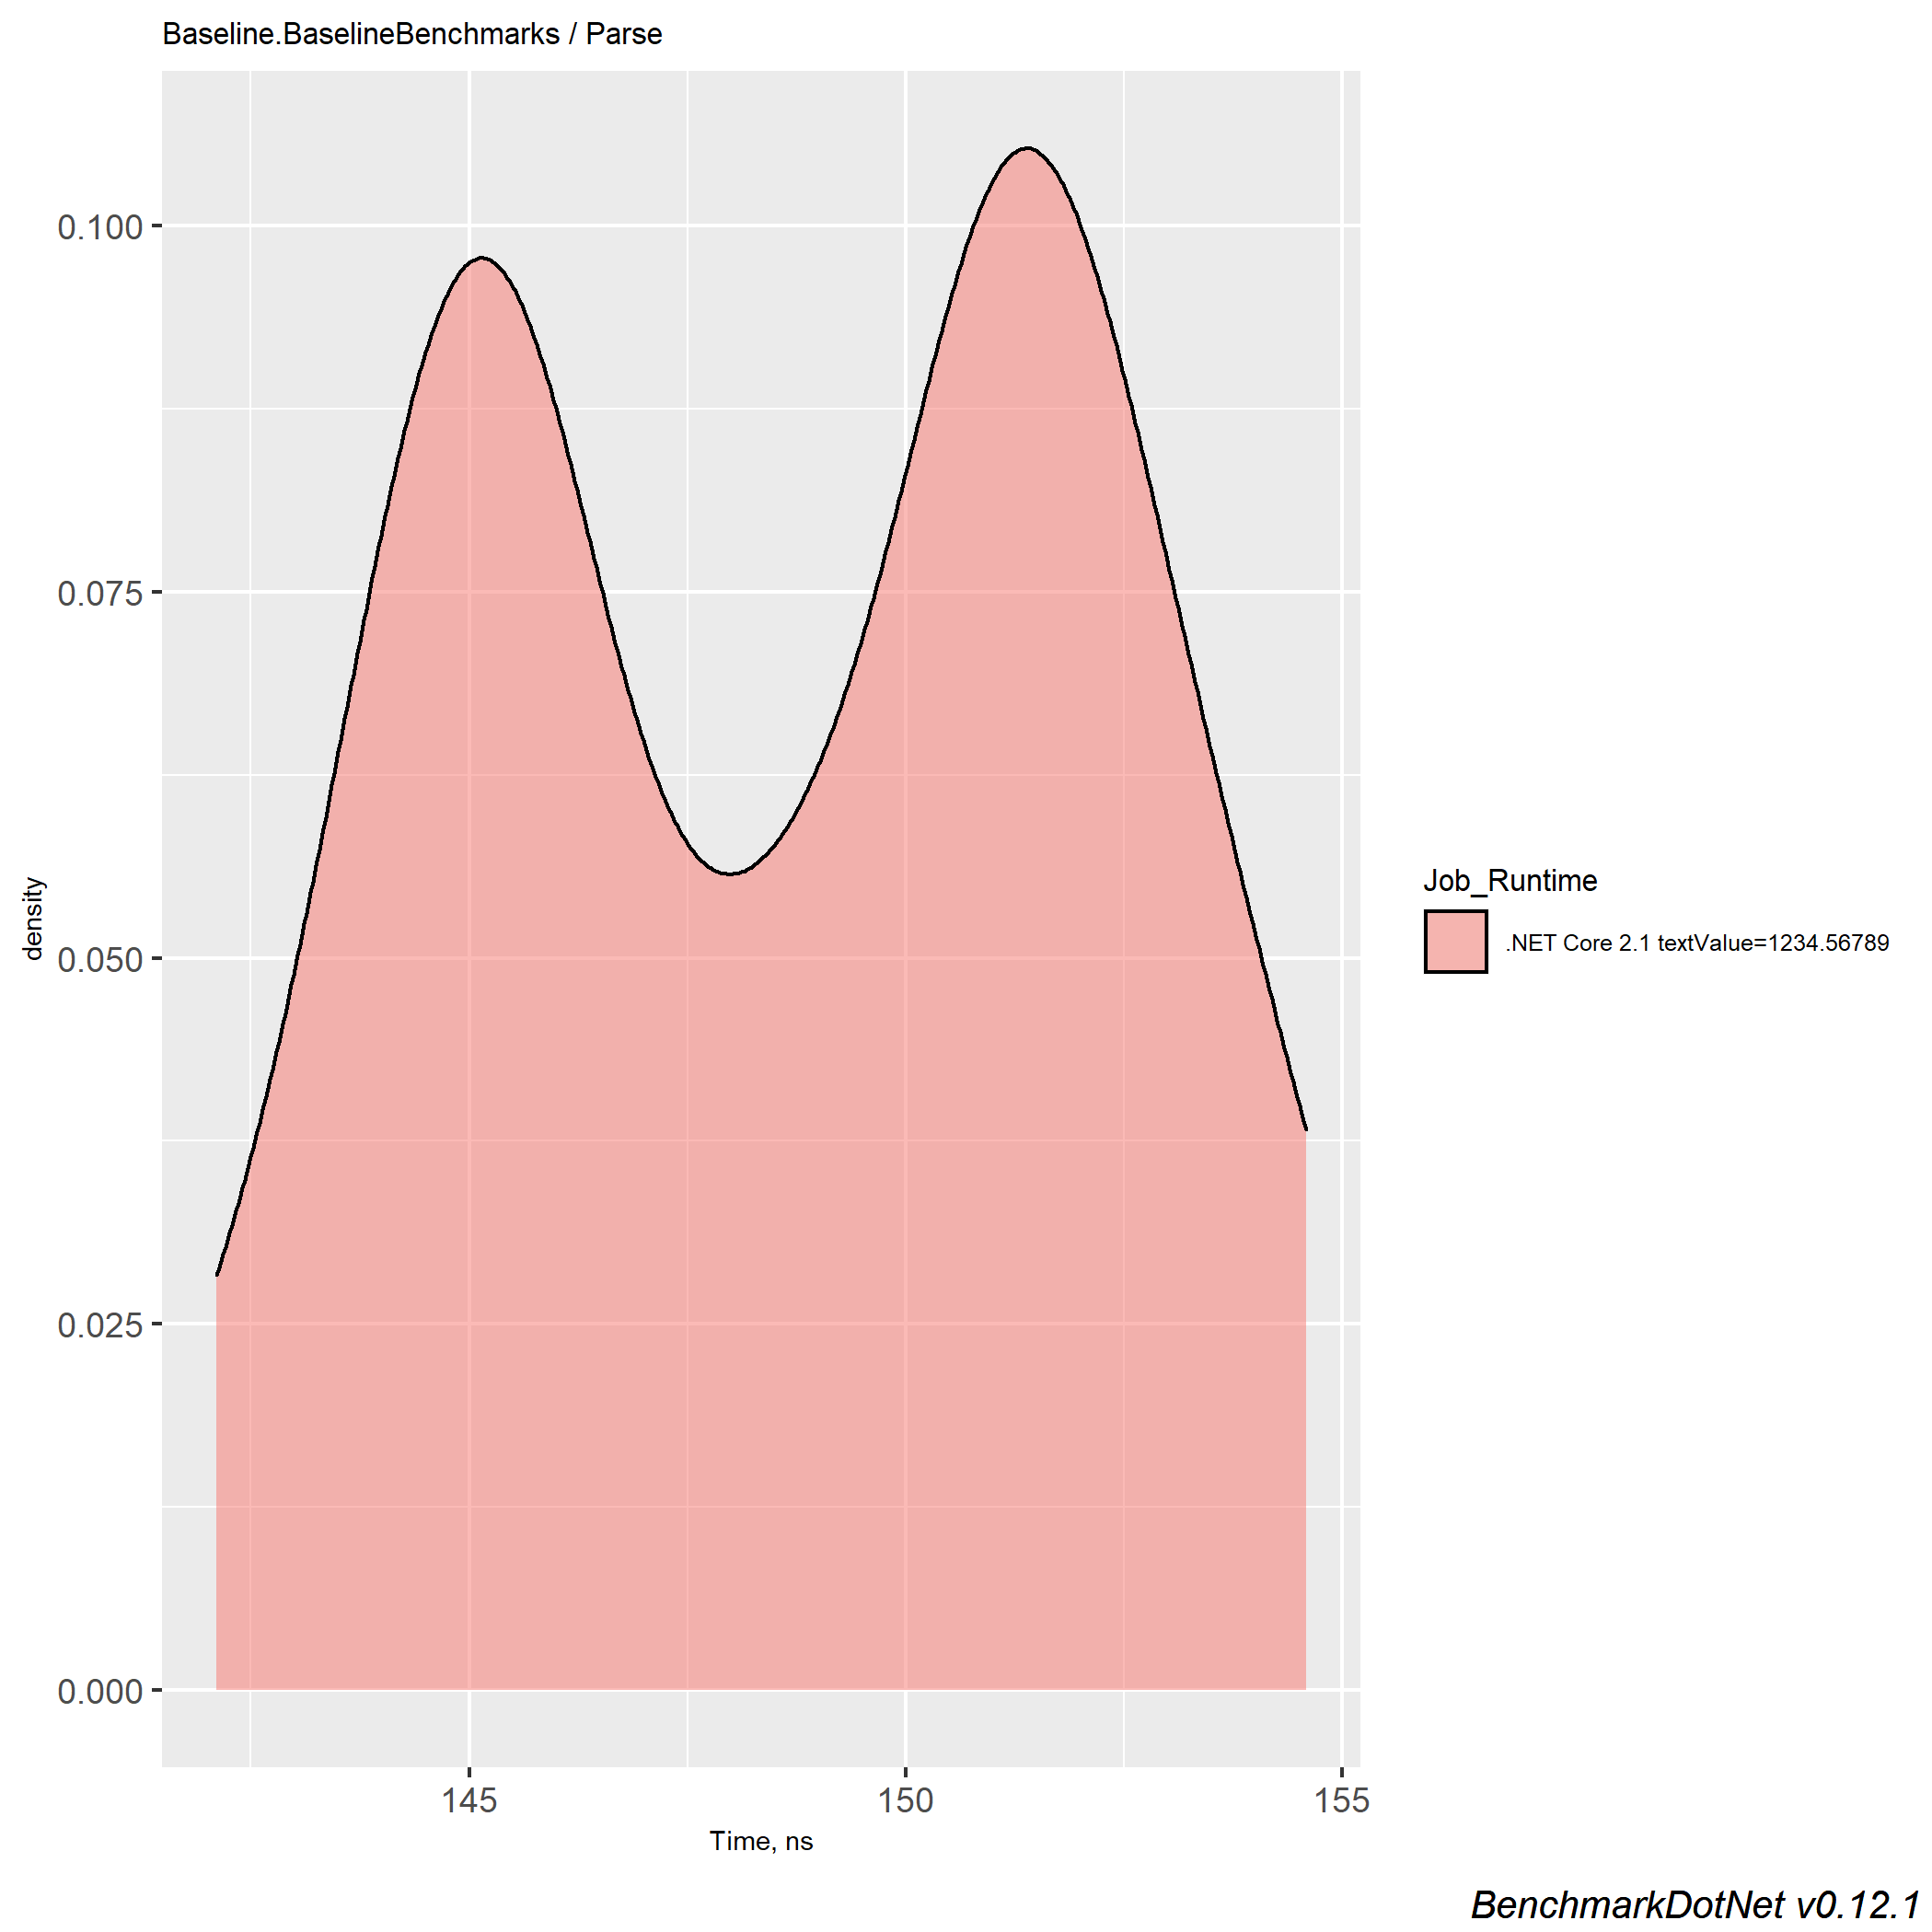 Baseline.BaselineBenchmarks / Parse
0.100
0.075
0.050
0.025
0.000
density
145 150 155
Time, ns
Job_Runtime
.NET Core 2.1 textValue=1234.56789
BenchmarkDotNet v0.12.1